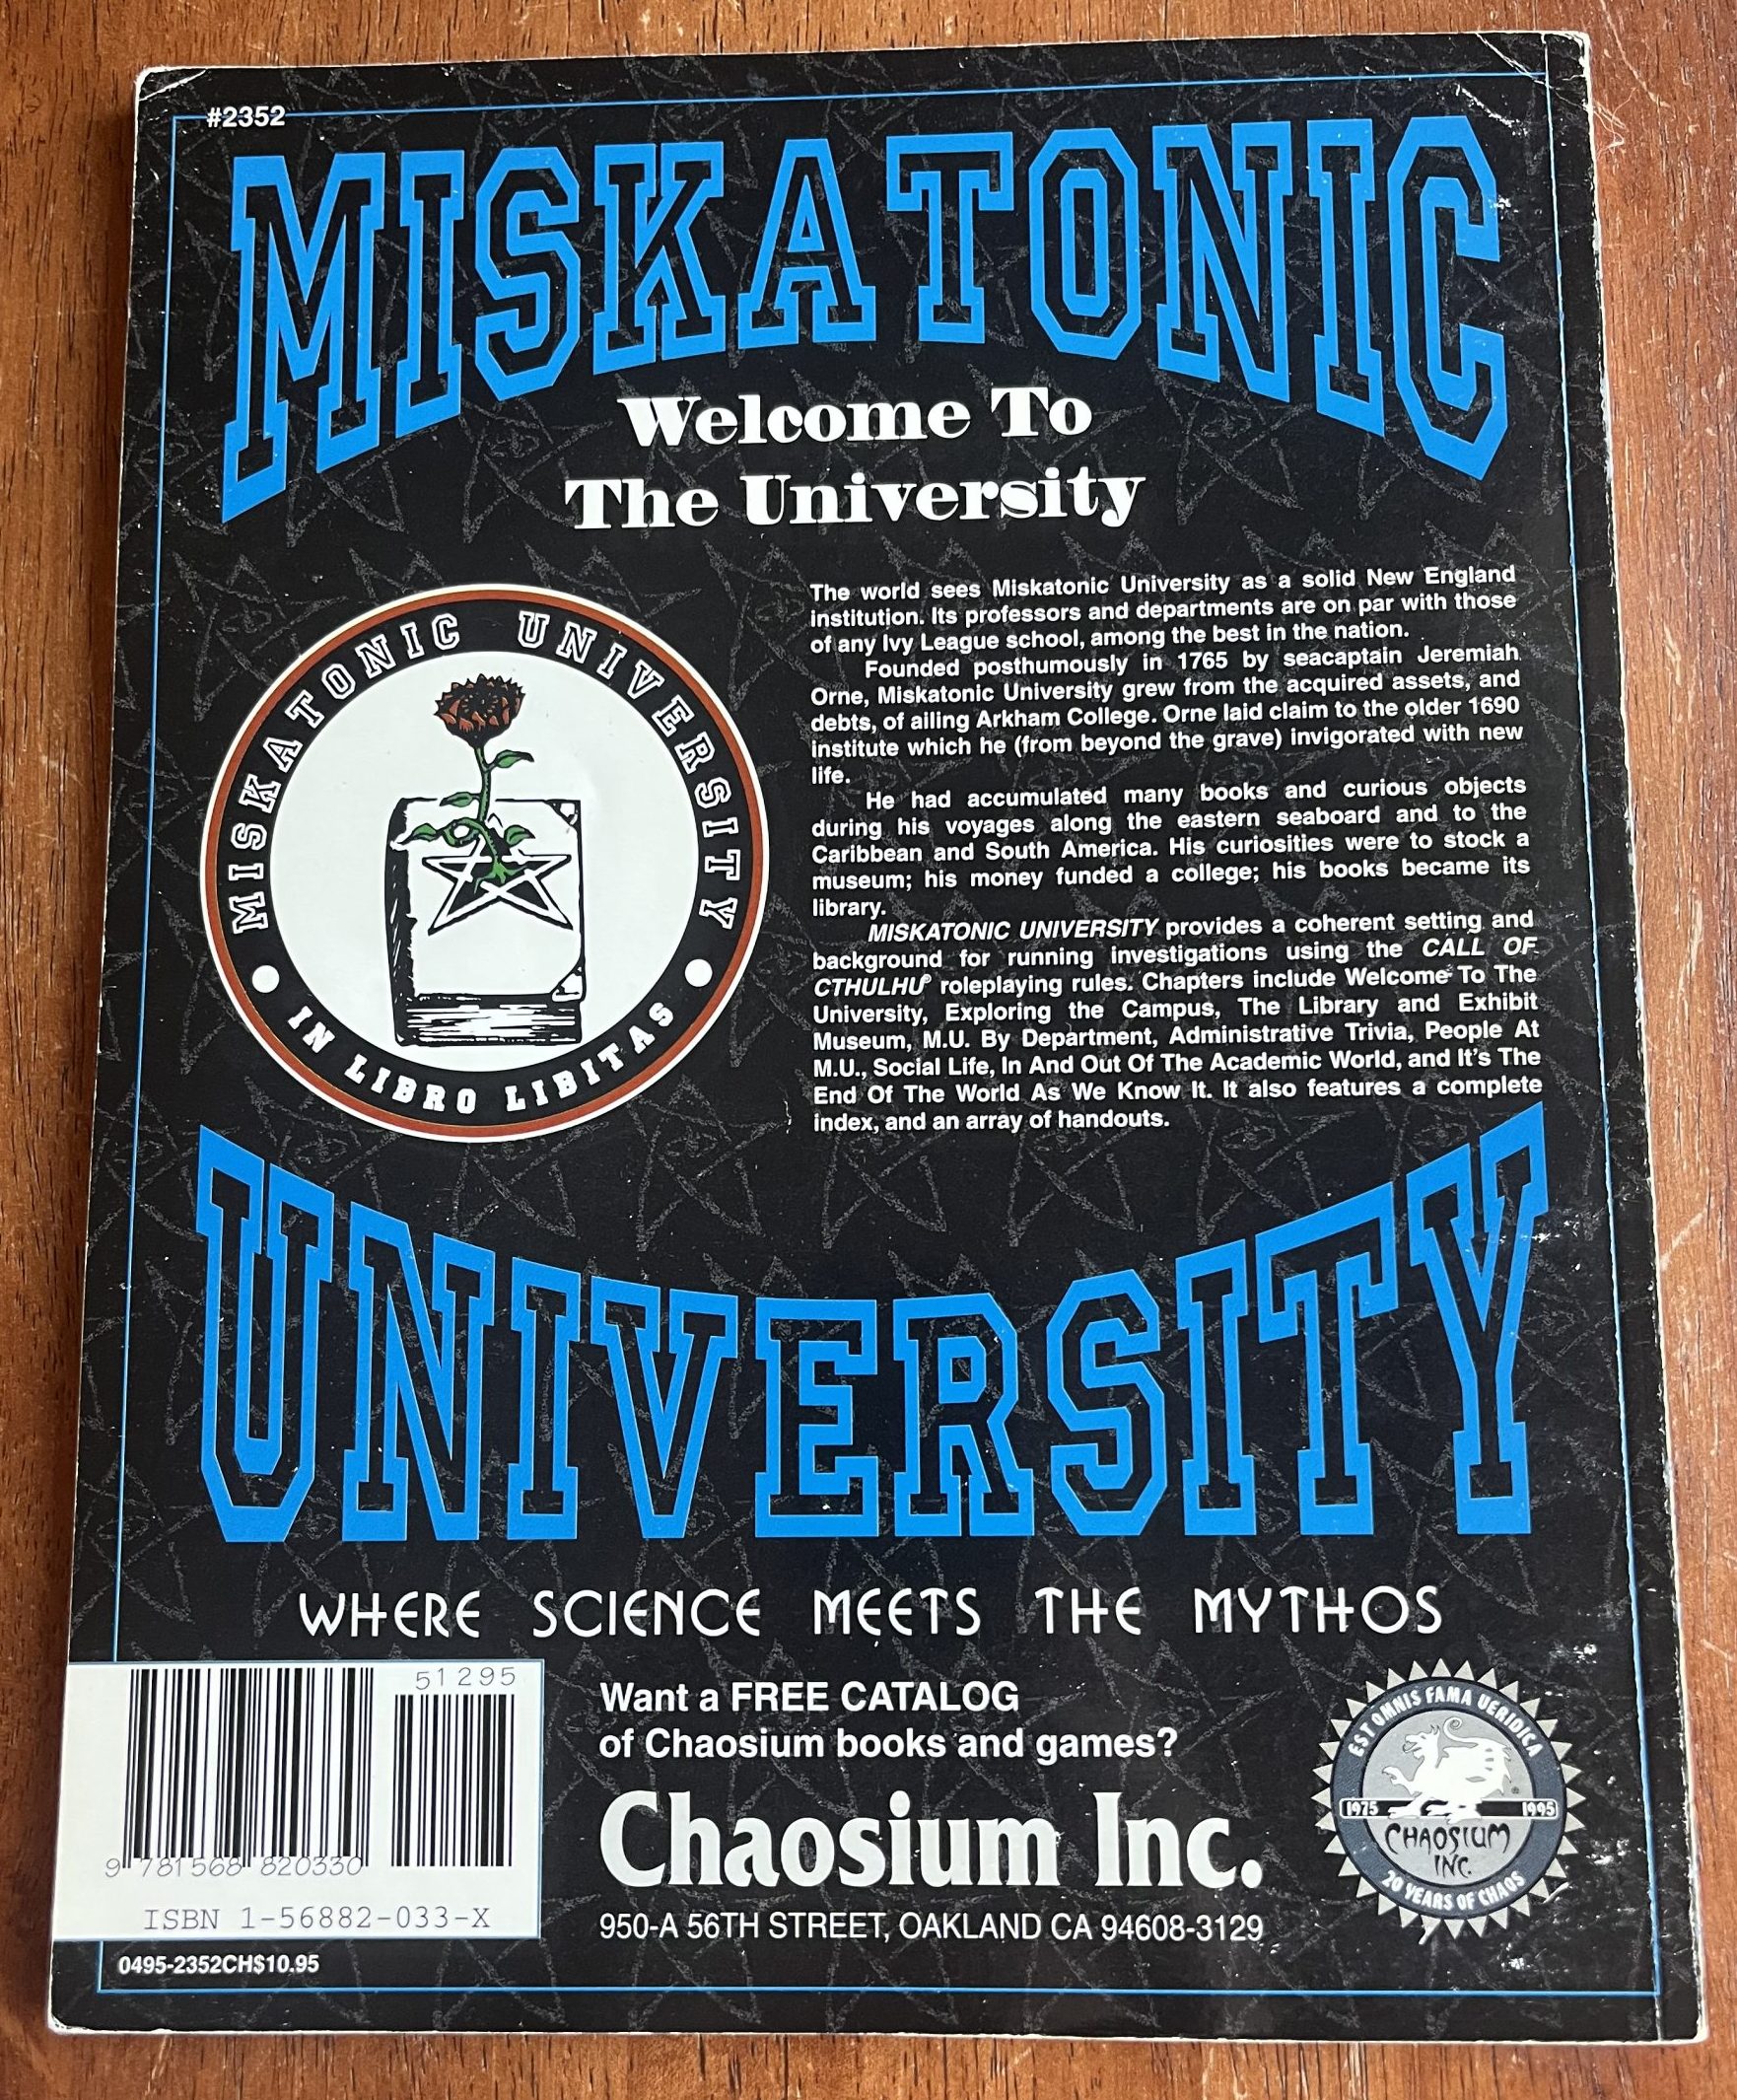 #2352
MISKATONIC
Welcome To
The University
MISKATONIC UNIVERSITY
IN LIBRO LIBITAS
The world sees Miskatonic University as a solid New England
institution. Its professors and departments are on par with those
of any Ivy League school, among the best in the nation.
Founded posthumously in 1765 by seacaptain Jeremiah
Orne, Miskatonic University grew from the acquired assets, and
debts, of ailing Arkham College. Orne laid claim to the older 1690
institute which he (from beyond the grave) invigorated with new
life.
He had accumulated many books and curious objects
during his voyages along the eastern seaboard and to the
Caribbean and South America. His curiosities were to stock a
museum; his money funded a college; his books became its
library.
MISKATONIC UNIVERSITY provides a coherent setting and
background for running investigations using the CALL OF
CTHULHU® roleplaying rules. Chapters include Welcome To The
University, Exploring the Campus, The Library and Exhibit
Museum, M.U. By Department, Administrative Trivia, People At
M.U., Social Life, In And Out Of The Academic World, and It's The
End Of The World As We Know It. It also features a complete
index, and an array of handouts.
UNIVERSITY
WHERE SCIENCE MEETS THE MYTHOS
51295
9 781568 820330
ISBN 1-56882-033-X
0495-2352CH$10.95
Want a FREE CATALOG
of Chaosium books and games?
Chaosium Inc.
950-A 56TH STREET, OAKLAND CA 94608-3129
EST OMNIS FAMA VERIDICA
®
1975 1995
CHAOSIUM
INC.
20 YEARS OF CHAOS